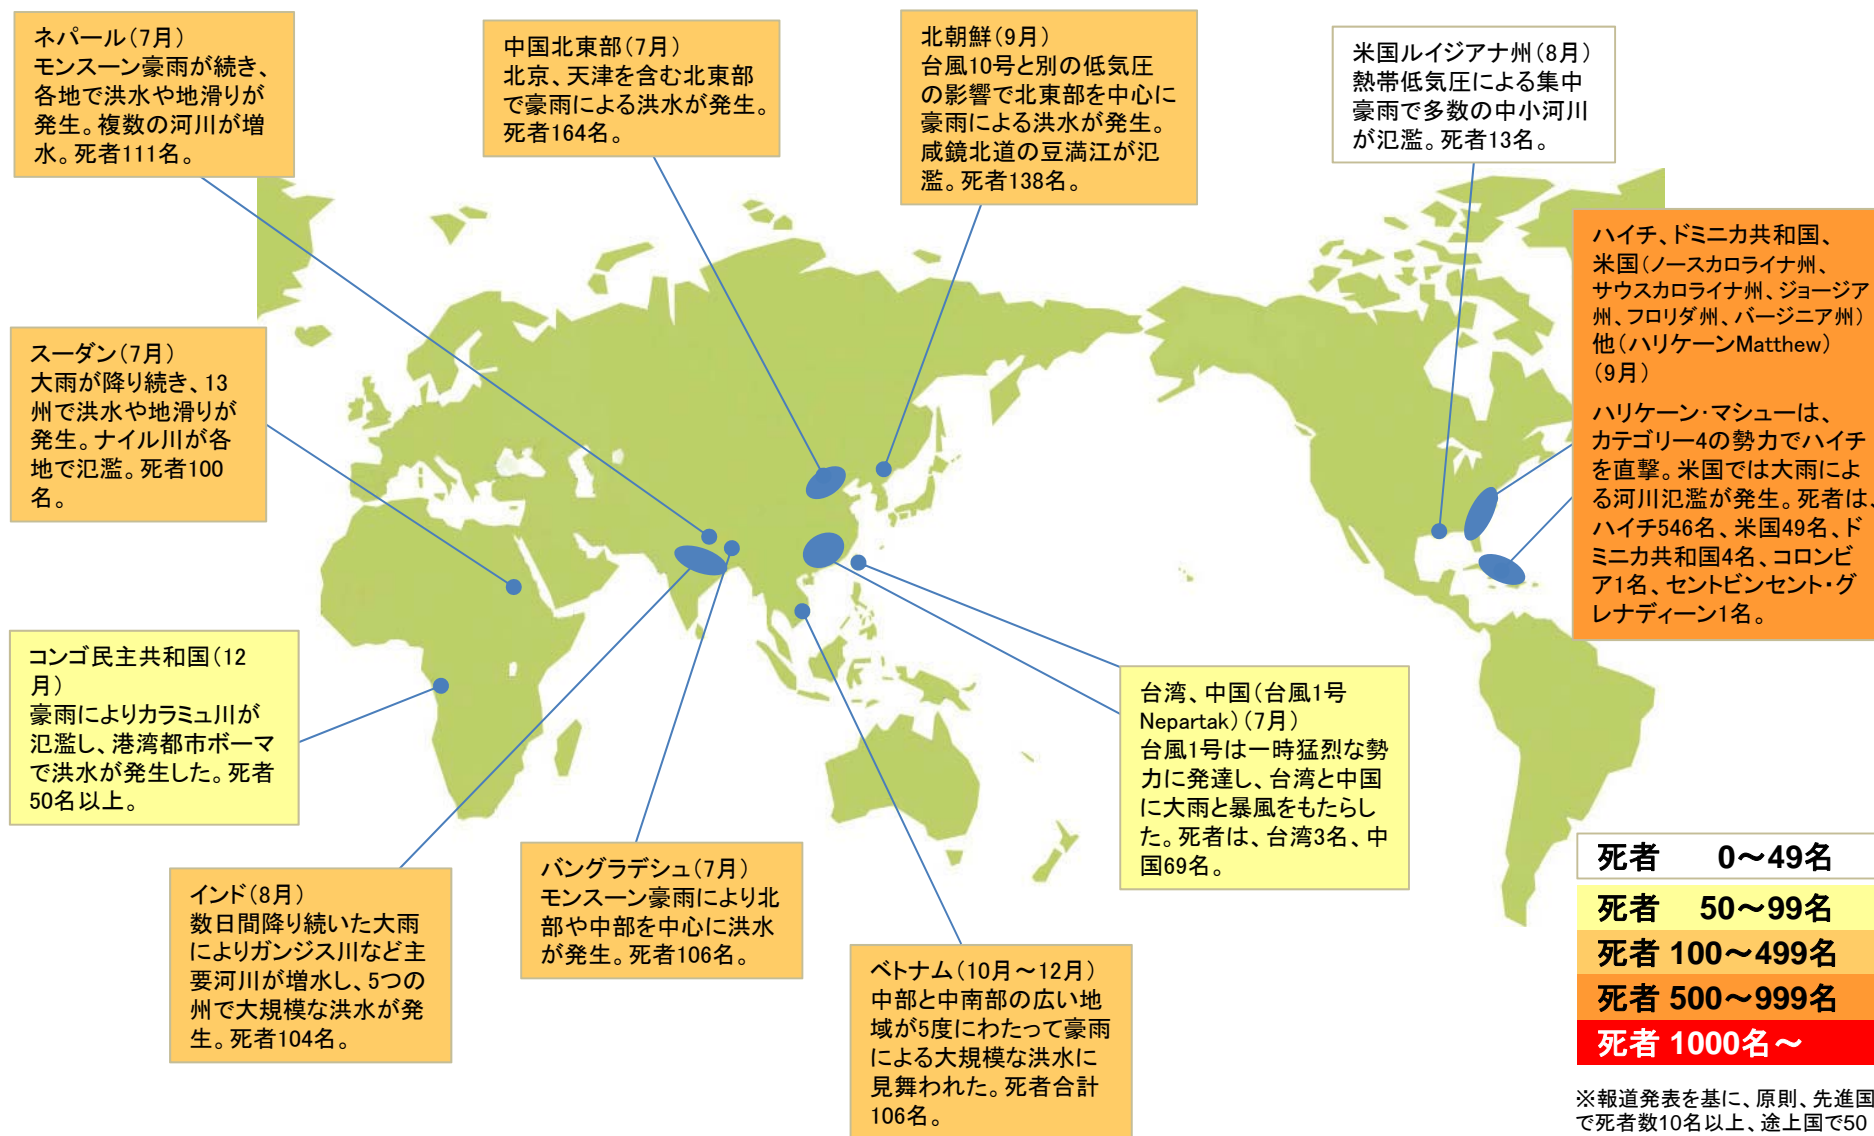 ネパール(7月)
モンスーン豪雨が続き、
各地で洪水や地滑りが
発生。複数の河川が増
水。死者111名。
中国北東部(7月)
北京、天津を含む北東部
で豪雨による洪水が発生。
死者164名。
北朝鮮(9月)
台風10号と別の低気圧
の影響で北東部を中心に
豪雨による洪水が発生。
咸鏡北道の豆満江が氾
濫。死者138名。
米国ルイジアナ州(8月)
熱帯低気圧による集中
豪雨で多数の中小河川
が氾濫。死者13名。
ハイチ、ドミニカ共和国、
米国(ノースカロライナ州、
サウスカロライナ州、ジョージア
州、フロリダ州、バージニア州)
他(ハリケーンMatthew)
(9月)
ハリケーン・マシューは、
カテゴリー4の勢力でハイチ
を直撃。米国では大雨によ
る河川氾濫が発生。死者は、
ハイチ546名、米国49名、ド
ミニカ共和国4名、コロンビ
ア1名、セントビンセント・グ
レナディーン1名。
スーダン(7月)
大雨が降り続き、13
州で洪水や地滑りが
発生。ナイル川が各
地で氾濫。死者100
名。
コンゴ民主共和国(12
月)
豪雨によりカラミュ川が
氾濫し、港湾都市ボーマ
で洪水が発生した。死者
50名以上。
台湾、中国(台風1号
Nepartak)(7月)
台風1号は一時猛烈な勢
力に発達し、台湾と中国
に大雨と暴風をもたらし
た。死者は、台湾3名、中
国69名。
インド(8月)
数日間降り続いた大雨
によりガンジス川など主
要河川が増水し、5つの
州で大規模な洪水が発
生。死者104名。
バングラデシュ(7月)
モンスーン豪雨により北
部や中部を中心に洪水
が発生。死者106名。
ベトナム(10月～12月)
中部と中南部の広い地
域が5度にわたって豪雨
による大規模な洪水に
見舞われた。死者合計
106名。
死者 0～49名
死者 50～99名
死者 100～499名
死者 500～999名
死者 1000名～
※報道発表を基に、原則、先進国
で死者数10名以上、途上国で50